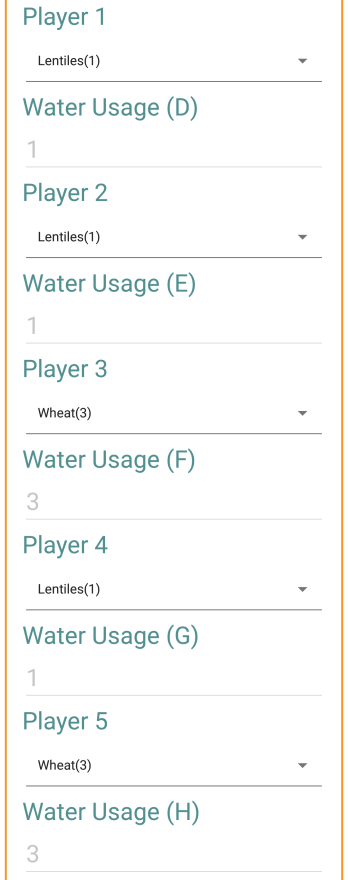 Player 1
Lentiles(1)
Water Usage (D)
1
Player 2
Lentiles(1)
Water Usage (E)
1
Player 3
Wheat(3)
Water Usage (F)
3
Player 4
Lentiles(1)
Water Usage (G)
1
Player 5
Wheat(3)
Water Usage (H)
3